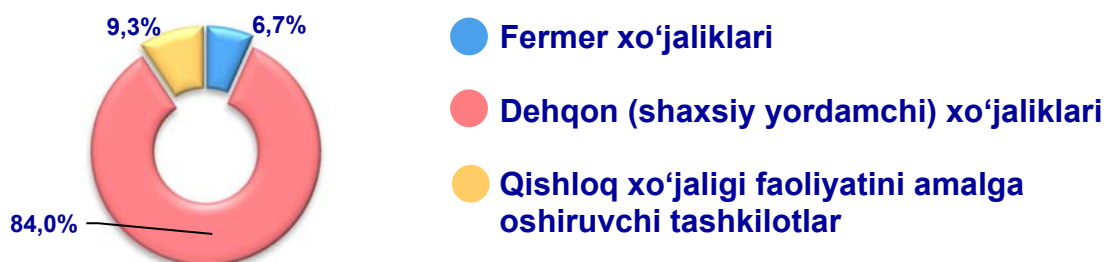 9,3%
6,7%
84,0%
Fermer xo‘jaliklari
Dehqon (shaxsiy yordamchi) xo‘jaliklari
Qishloq xo‘jaligi faoliyatini amalga
oshiruvchi tashkilotlar